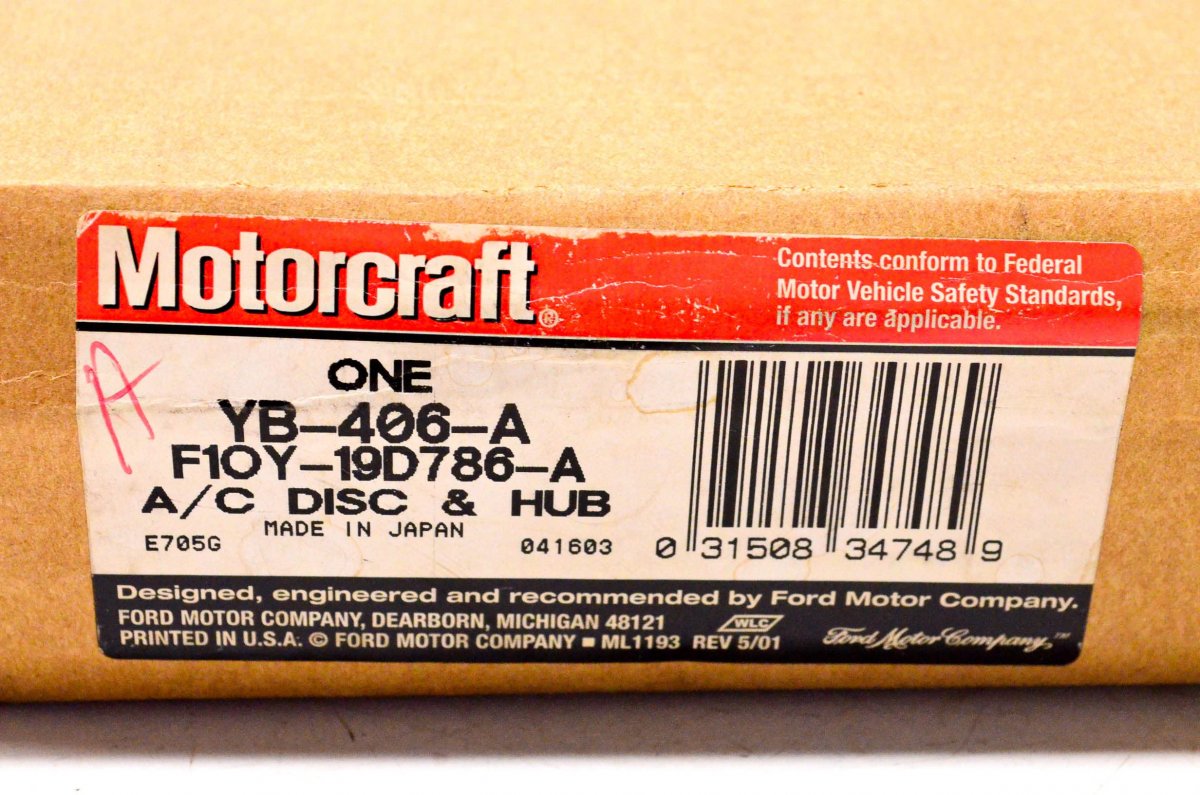 Motorcraft®
Contents conform to Federal
Motor Vehicle Safety Standards,
if any are applicable.
A
ONE
YB-406-A
F1OY-19D786-A
A/C DISC & HUB
MADE IN JAPAN
E705G 041603
0 31508 34748 9
Designed, engineered and recommended by Ford Motor Company.
FORD MOTOR COMPANY, DEARBORN, MICHIGAN 48121
WLC
PRINTED IN U.S.A. © FORD MOTOR COMPANY ▪ ML1193 REV 5/01
Ford Motor Company,™